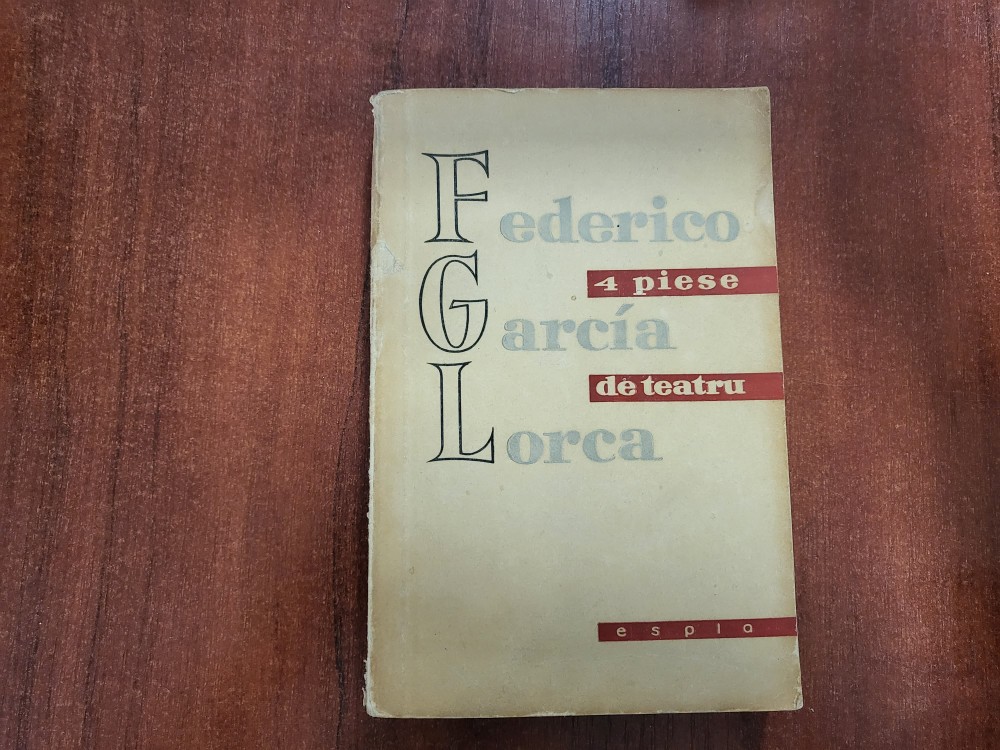 Federico
4 piese
García
de teatru
Lorca
espla